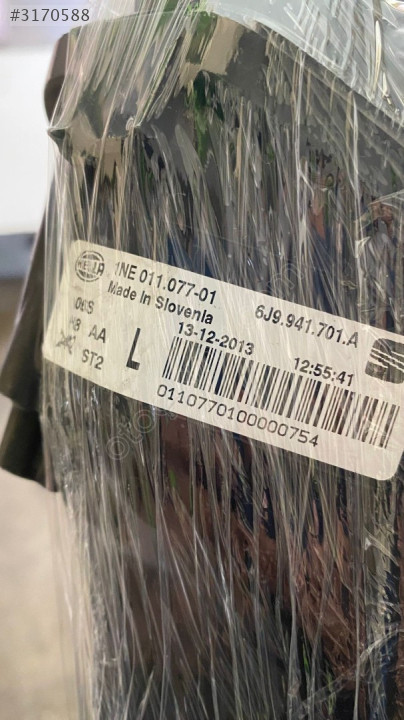 #3170588
HELLA
1NE 011.077-01
Made In Slovenia
6J9.941.701.A
13-12-2013
12:55:41
AA
ST2
L
0110770100000754